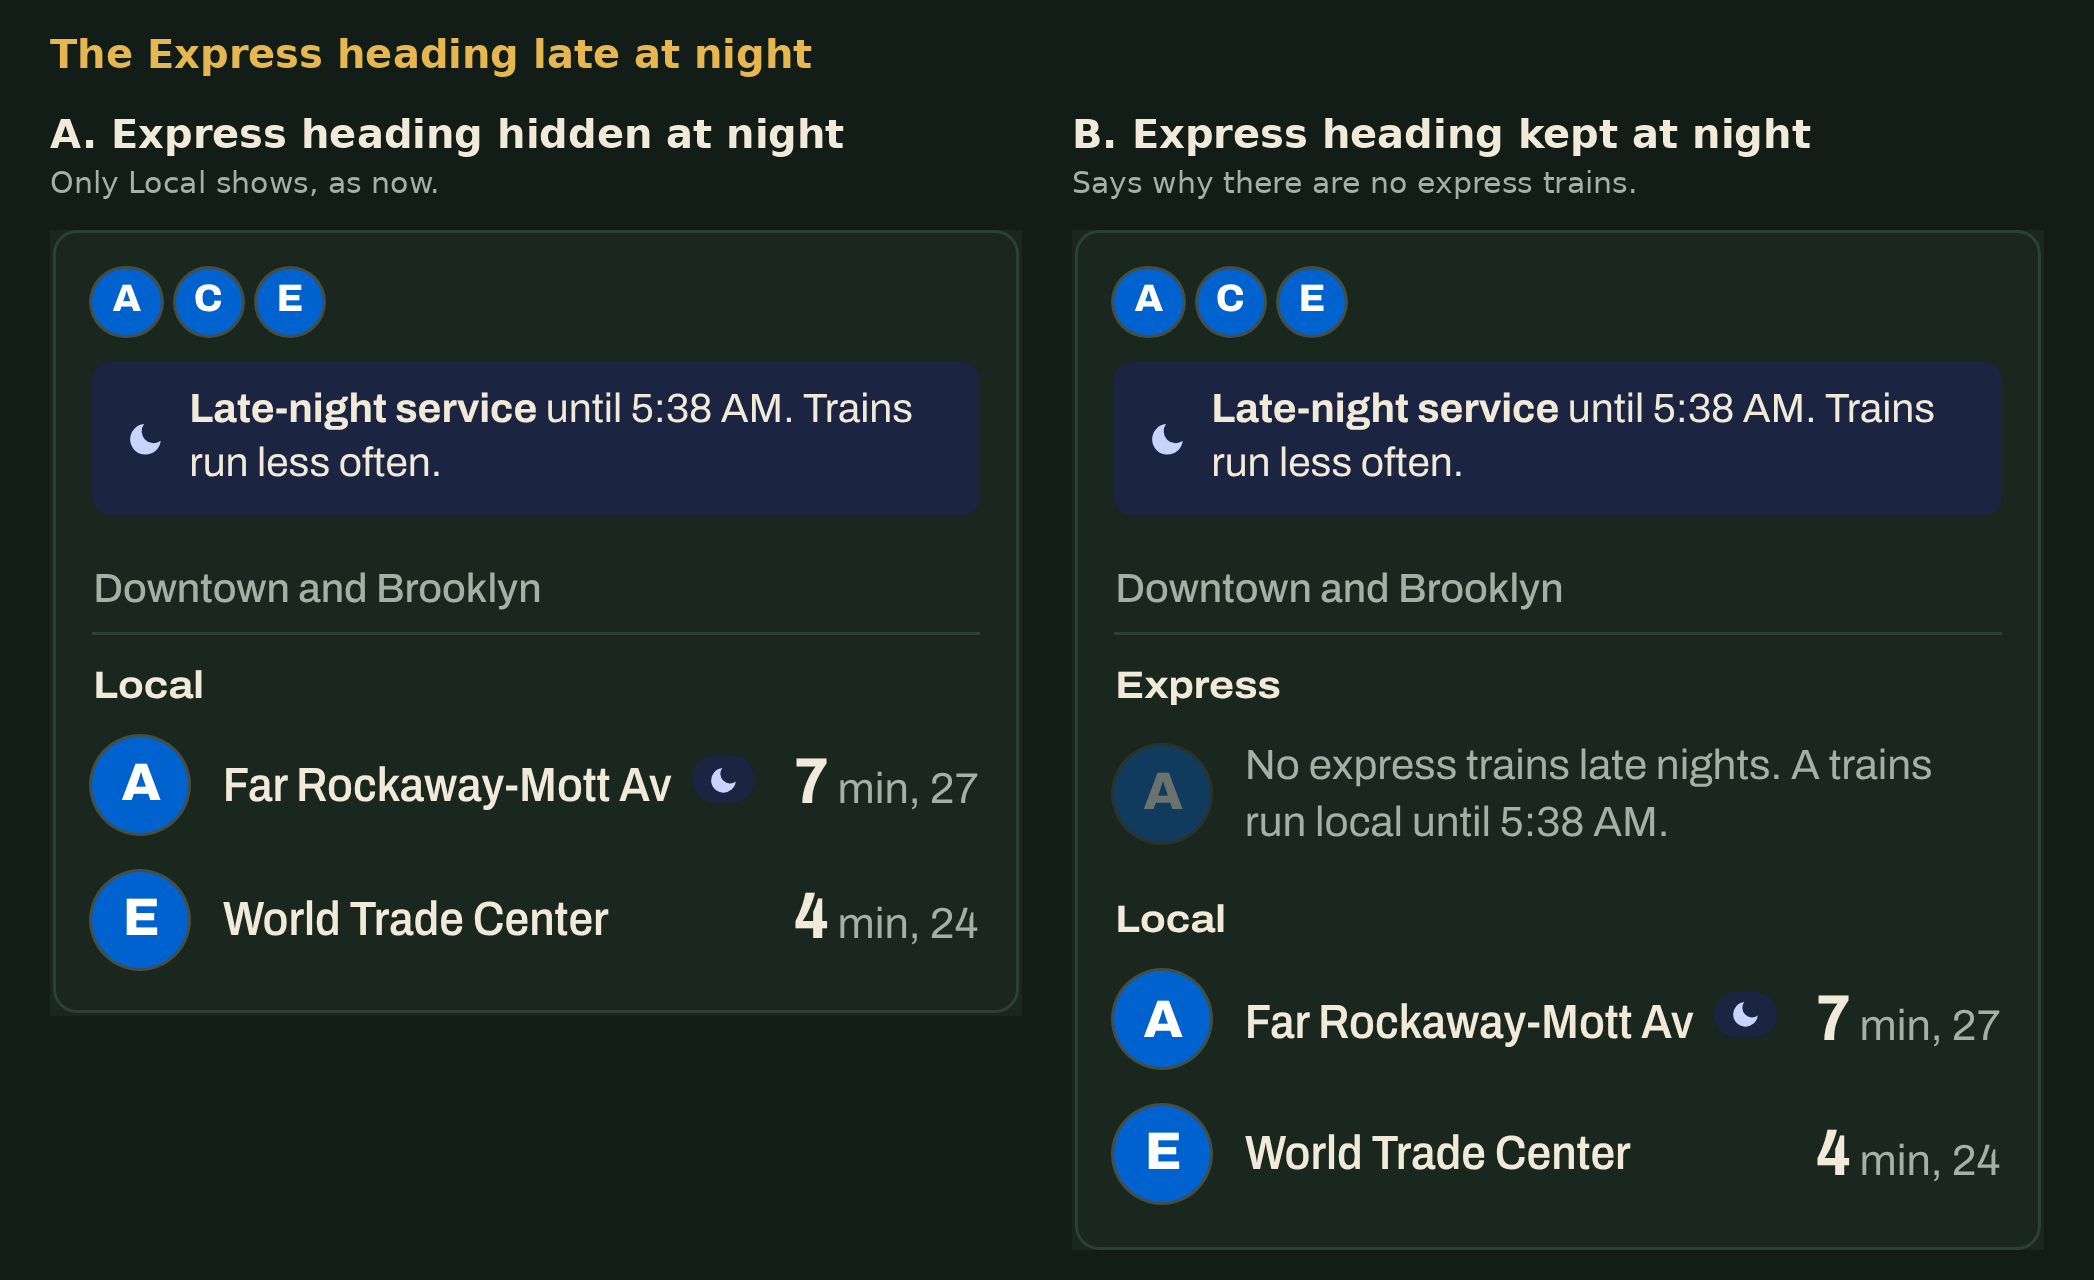 The Express heading late at night
A. Express heading hidden at night
Only Local shows, as now.
A C E
Late-night service until 5:38 AM. Trains
run less often.
Downtown and Brooklyn
Local
A Far Rockaway-Mott Av 7 min, 27
E World Trade Center 4 min, 24
B. Express heading kept at night
Says why there are no express trains.
A C E
Late-night service until 5:38 AM. Trains
run less often.
Downtown and Brooklyn
Express
A No express trains late nights. A trains
run local until 5:38 AM.
Local
A Far Rockaway-Mott Av 7 min, 27
E World Trade Center 4 min, 24